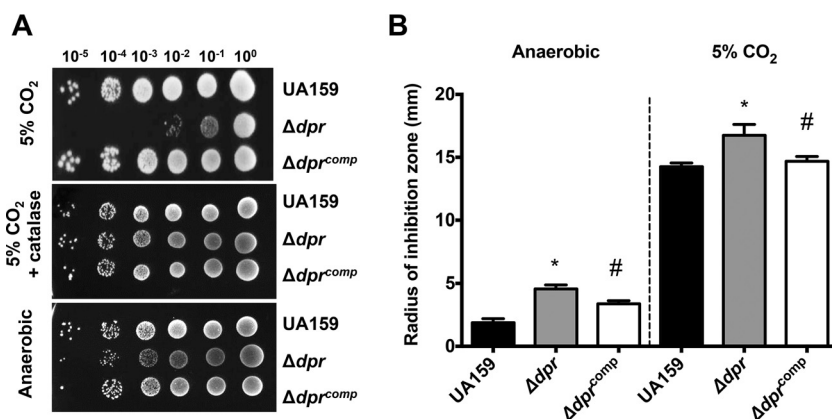 A
10⁻⁵ 10⁻⁴ 10⁻³ 10⁻² 10⁻¹ 10⁰
5% CO₂
UA159
Δdpr
Δdprᶜᵒᵐᵖ
5% CO₂
+ catalase
UA159
Δdpr
Δdprᶜᵒᵐᵖ
Anaerobic
UA159
Δdpr
Δdprᶜᵒᵐᵖ
B
Anaerobic 5% CO₂
Radius of inhibition zone (mm)
20
15
10
5
0
* # * #
UA159 Δdpr Δdprᶜᵒᵐᵖ UA159 Δdpr Δdprᶜᵒᵐᵖ